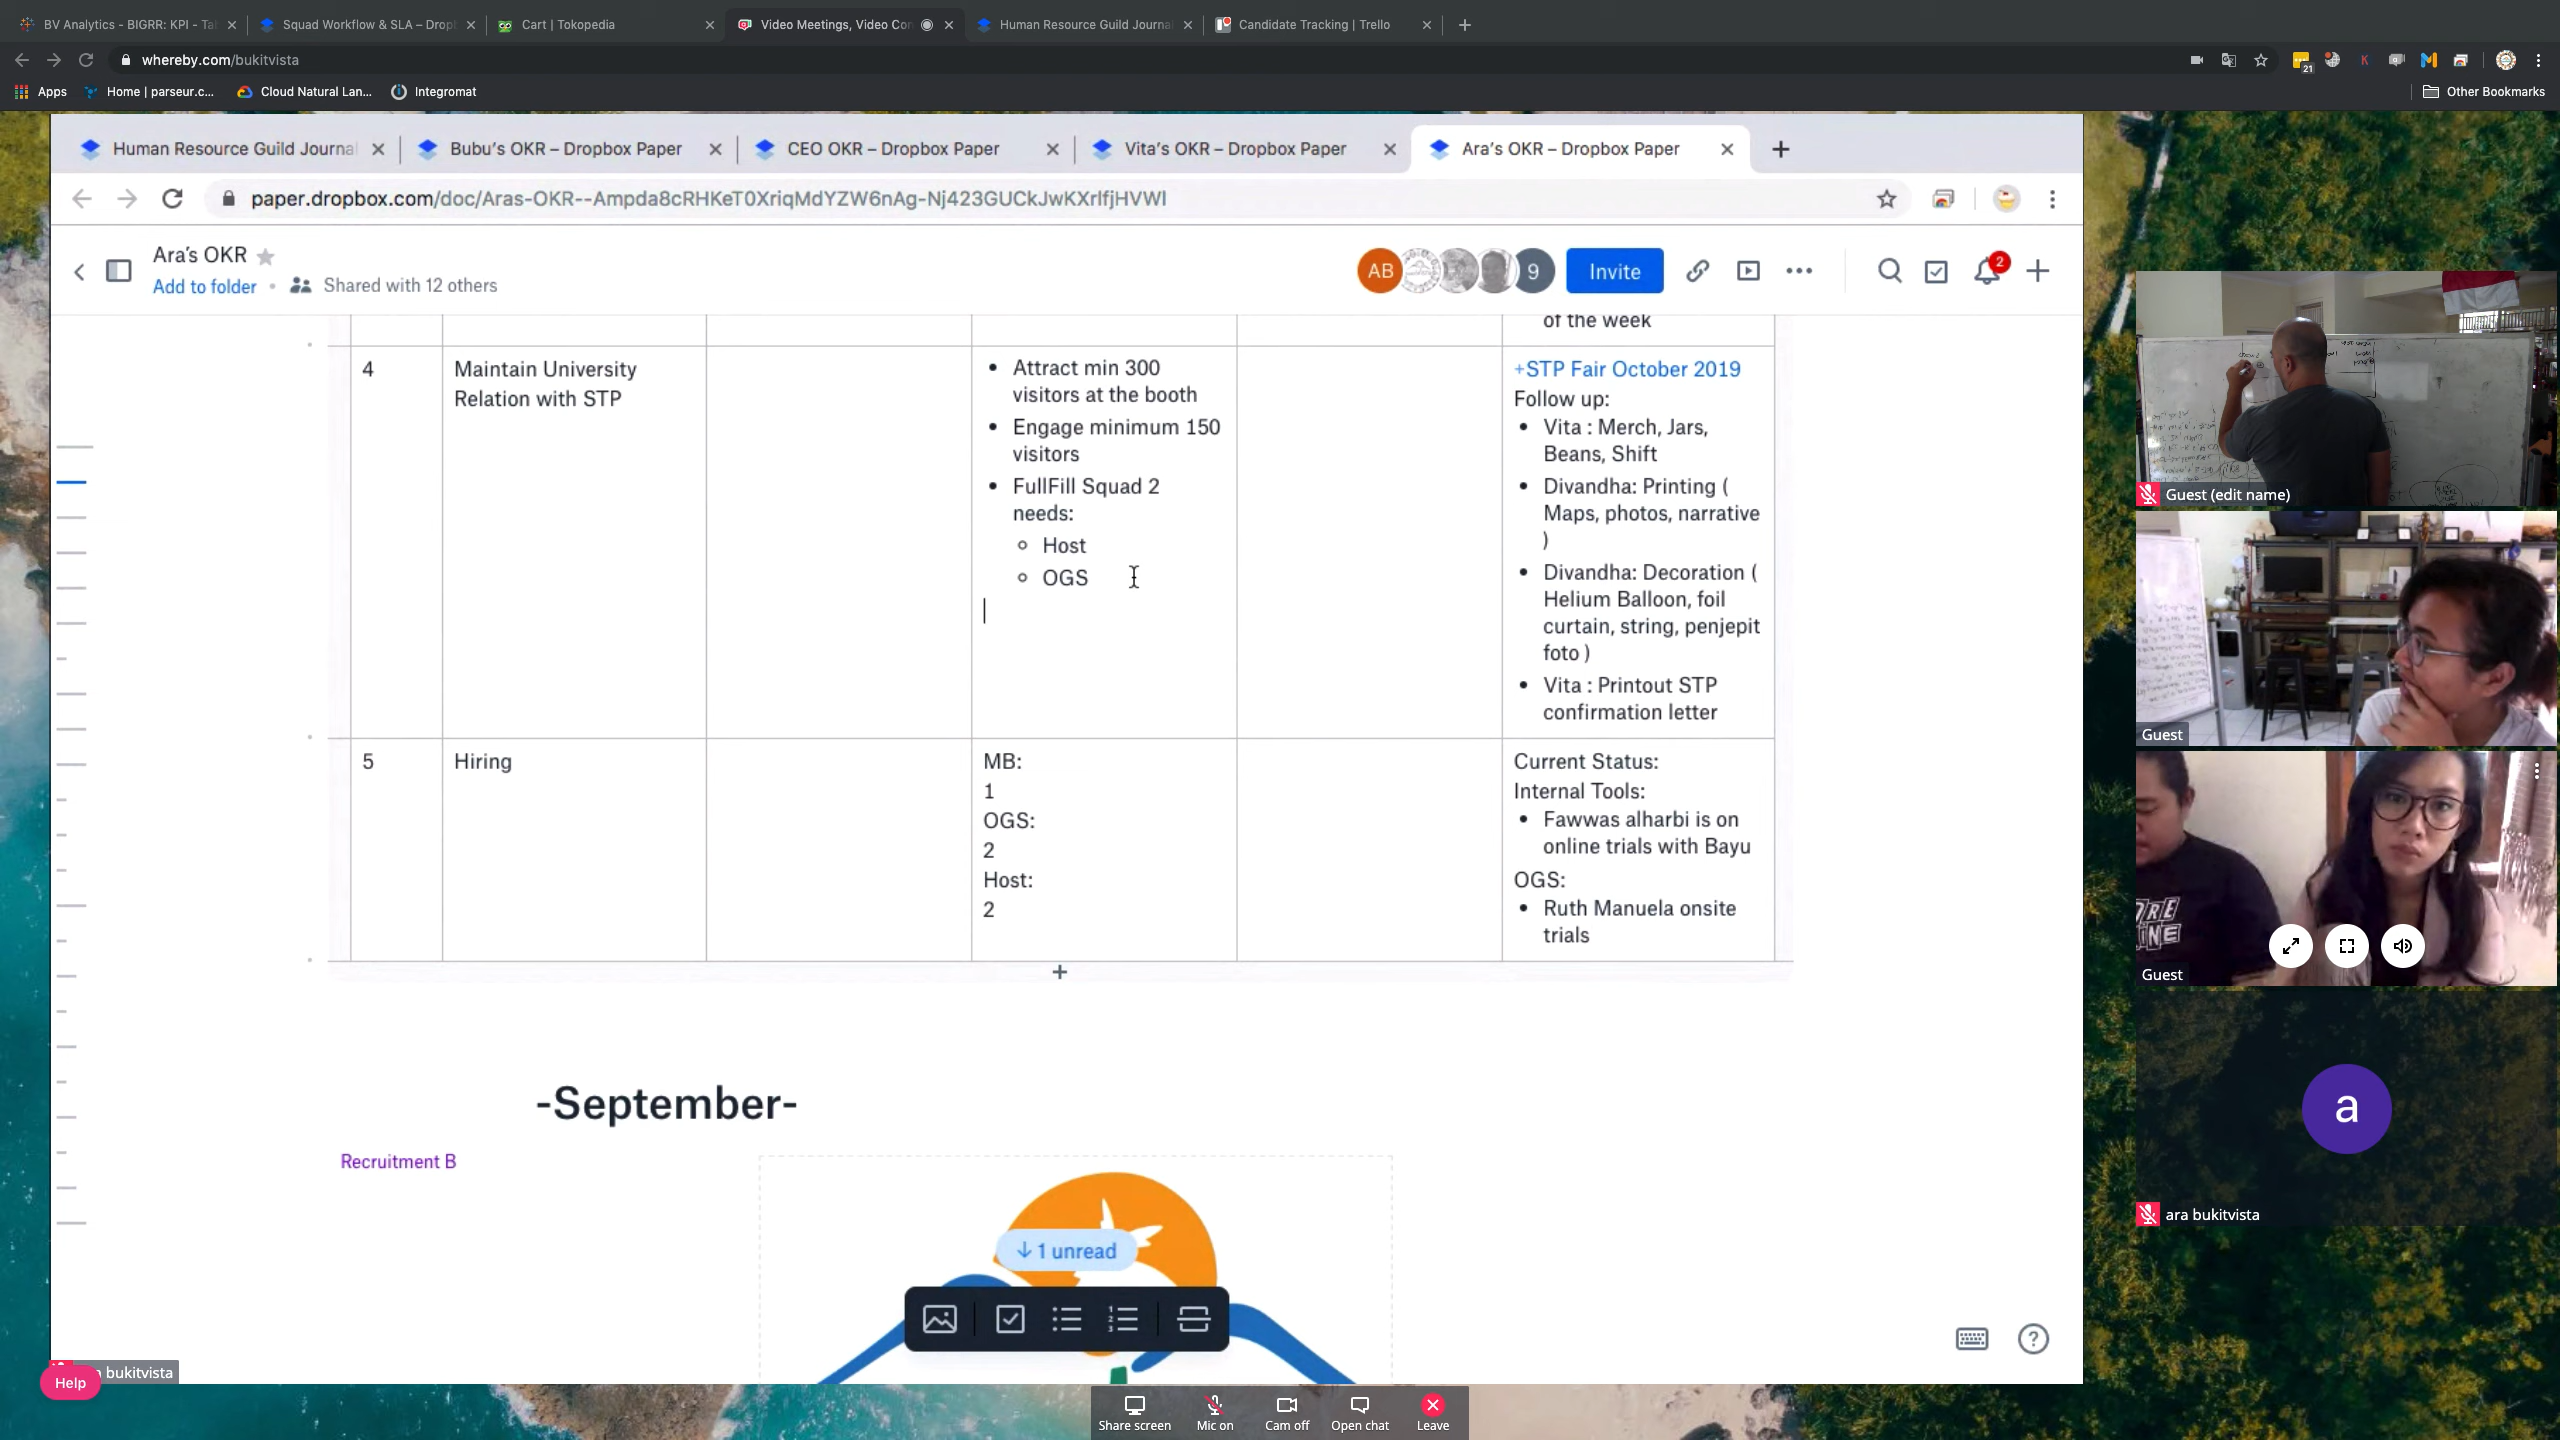 BV Analytics - BIGRR: KPI - Ta
Squad Workflow & SLA – Drop
Cart | Tokopedia
Video Meetings, Video Con
Human Resource Guild Journa
Candidate Tracking | Trello
whereby.com/bukitvista
21
Apps
Home | parseur.c...
Cloud Natural Lan...
Integromat
Other Bookmarks
Human Resource Guild Journal
Bubu's OKR – Dropbox Paper
CEO OKR – Dropbox Paper
Vita's OKR – Dropbox Paper
Ara's OKR – Dropbox Paper
paper.dropbox.com/doc/Aras-OKR--Ampda8cRHKeT0XriqMdYZW6nAg-Nj423GUCkJwKXrIfjHVWl
Ara's OKR
Add to folder
Shared with 12 others
AB
9
Invite
2
of the week
4
Maintain University
Relation with STP
Attract min 300
visitors at the booth
Engage minimum 150
visitors
FullFill Squad 2
needs:
Host
OGS
+STP Fair October 2019
Follow up:
Vita : Merch, Jars,
Beans, Shift
Divandha: Printing (
Maps, photos, narrative
)
Divandha: Decoration (
Helium Balloon, foil
curtain, string, penjepit
foto )
Vita : Printout STP
confirmation letter
5
Hiring
MB:
1
OGS:
2
Host:
2
Current Status:
Internal Tools:
Fawwas alharbi is on
online trials with Bayu
OGS:
Ruth Manuela onsite
trials
-September-
Recruitment B
1 unread
Guest (edit name)
Guest
Guest
a
ara bukitvista
bukitvista
Help
Share screen
Mic on
Cam off
Open chat
Leave